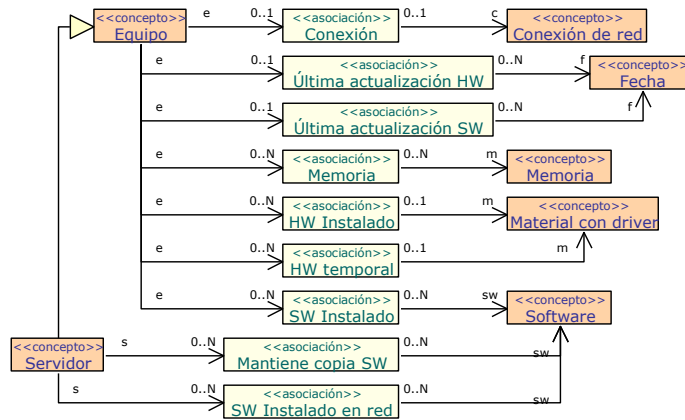 <<concepto>>
Equipo
e
0..1
<<asociación>>
Conexión
0..1
c
<<concepto>>
Conexión de red
e
0..1
<<asociación>>
Última actualización HW
0..N
f
<<concepto>>
Fecha
e
0..1
<<asociación>>
Última actualización SW
0..N
f
e
0..N
<<asociación>>
Memoria
0..N
m
<<concepto>>
Memoria
e
0..N
<<asociación>>
HW Instalado
0..1
m
<<concepto>>
Material con driver
e
0..N
<<asociación>>
HW temporal
0..1
m
e
0..N
<<asociación>>
SW Instalado
0..N
sw
<<concepto>>
Software
<<concepto>>
Servidor
s
0..N
<<asociación>>
Mantiene copia SW
0..N
sw
s
0..N
<<asociación>>
SW Instalado en red
0..N
sw